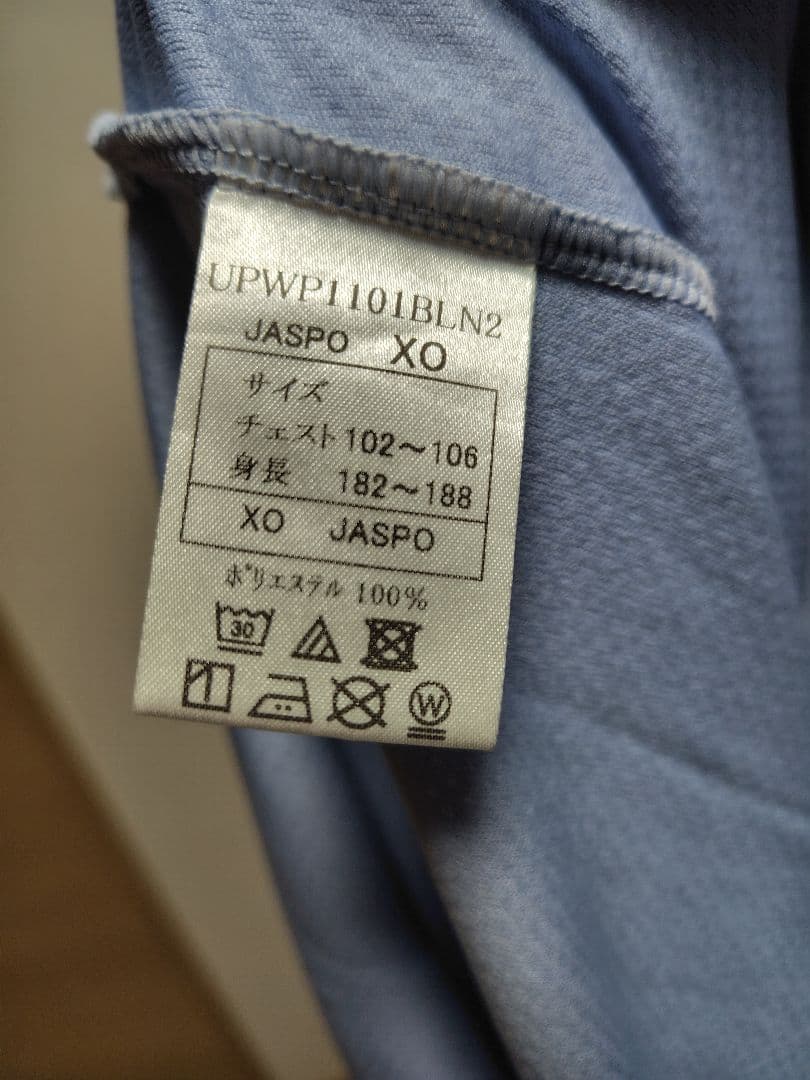 UPWP1101BLN2
JASPO XO
サイズ
チェスト 102〜106
身長 182〜188
XO JASPO
ポリエステル 100%
30
W